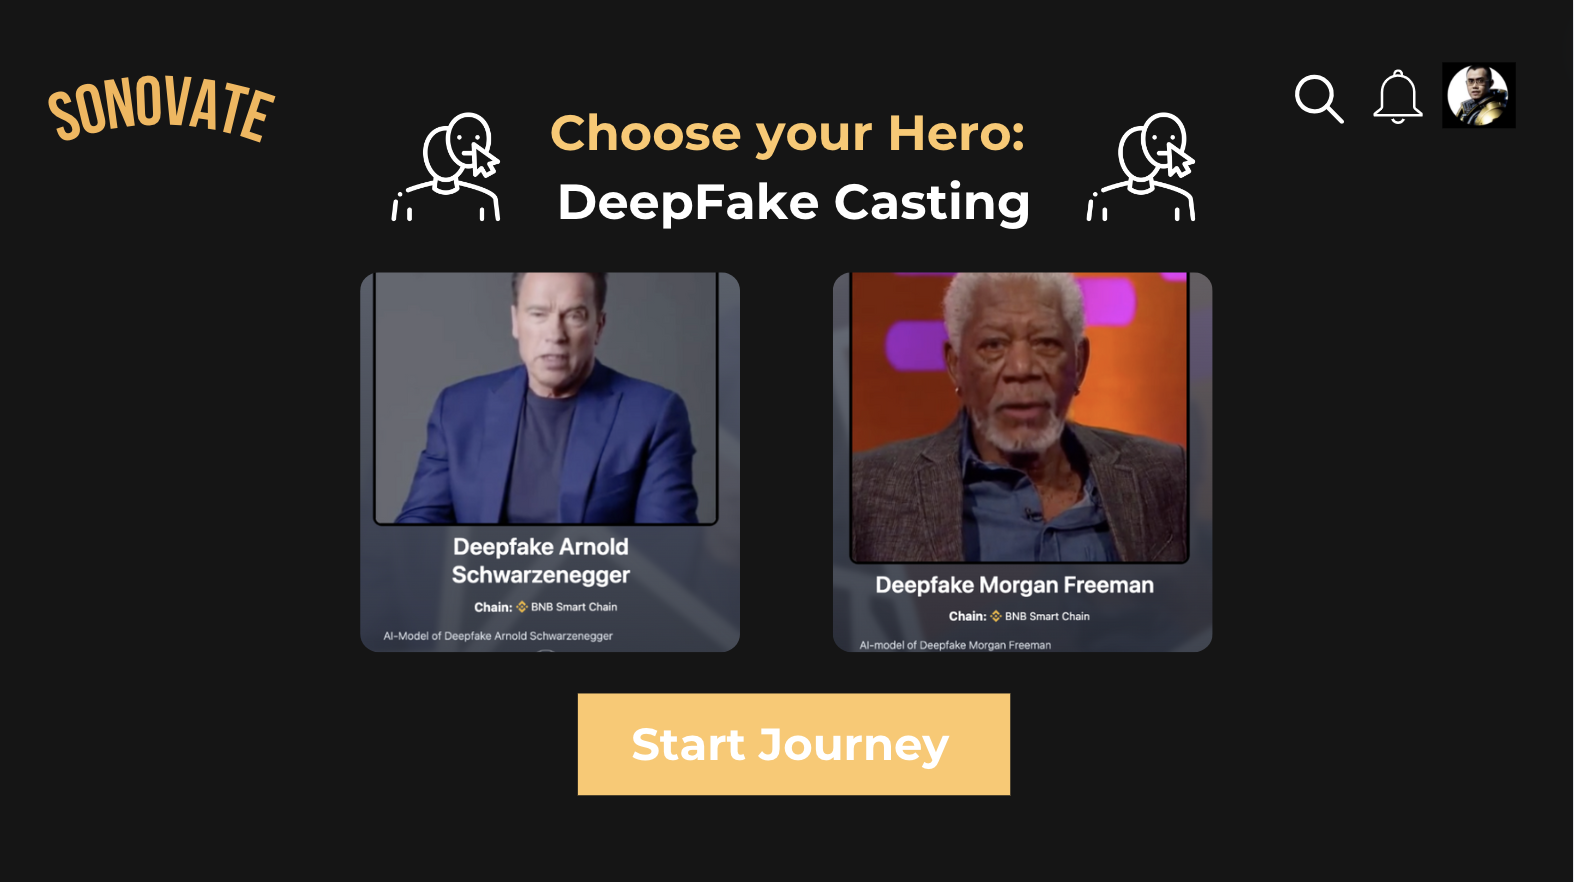 SONOVATE
Choose your Hero:
DeepFake Casting
Deepfake Arnold
Schwarzenegger
Chain: BNB Smart Chain
AI-Model of Deepfake Arnold Schwarzenegger
Deepfake Morgan Freeman
Chain: BNB Smart Chain
AI-model of Deepfake Morgan Freeman
Start Journey